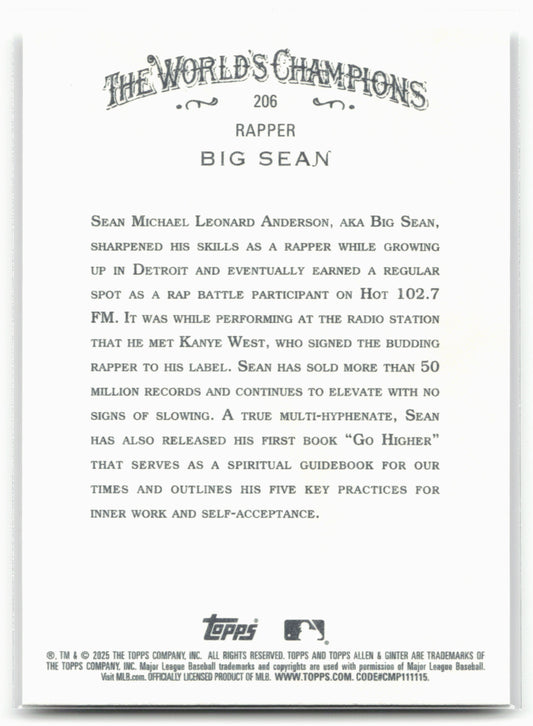 THE WORLD'S CHAMPIONS
206
RAPPER
BIG SEAN
SEAN MICHAEL LEONARD ANDERSON, AKA BIG SEAN,
SHARPENED HIS SKILLS AS A RAPPER WHILE GROWING
UP IN DETROIT AND EVENTUALLY EARNED A REGULAR
SPOT AS A RAP BATTLE PARTICIPANT ON HOT 102.7
FM. IT WAS WHILE PERFORMING AT THE RADIO STATION
THAT HE MET KANYE WEST, WHO SIGNED THE BUDDING
RAPPER TO HIS LABEL. SEAN HAS SOLD MORE THAN 50
MILLION RECORDS AND CONTINUES TO ELEVATE WITH NO
SIGNS OF SLOWING. A TRUE MULTI-HYPHENATE, SEAN
HAS ALSO RELEASED HIS FIRST BOOK “GO HIGHER”
THAT SERVES AS A SPIRITUAL GUIDEBOOK FOR OUR
TIMES AND OUTLINES HIS FIVE KEY PRACTICES FOR
INNER WORK AND SELF-ACCEPTANCE.
Topps®
®, TM & © 2025 THE TOPPS COMPANY, INC. ALL RIGHTS RESERVED. TOPPS AND TOPPS ALLEN & GINTER ARE TRADEMARKS OF
THE TOPPS COMPANY, INC. Major League Baseball trademarks and copyrights are used with permission of Major League Baseball.
Visit MLB.com. OFFICIALLY LICENSED PRODUCT OF MLB. WWW.TOPPS.COM. CODE#CMP111115.